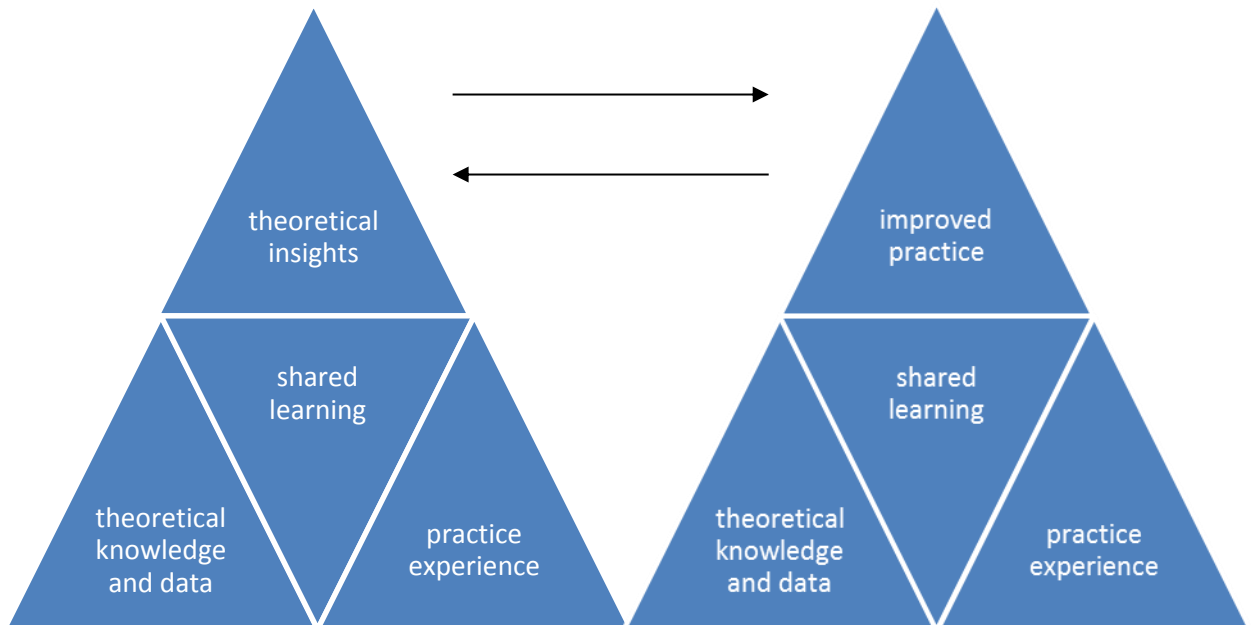 theoretical
insights
shared
learning
theoretical
knowledge
and data
practice
experience
improved
practice
shared
learning
theoretical
knowledge
and data
practice
experience